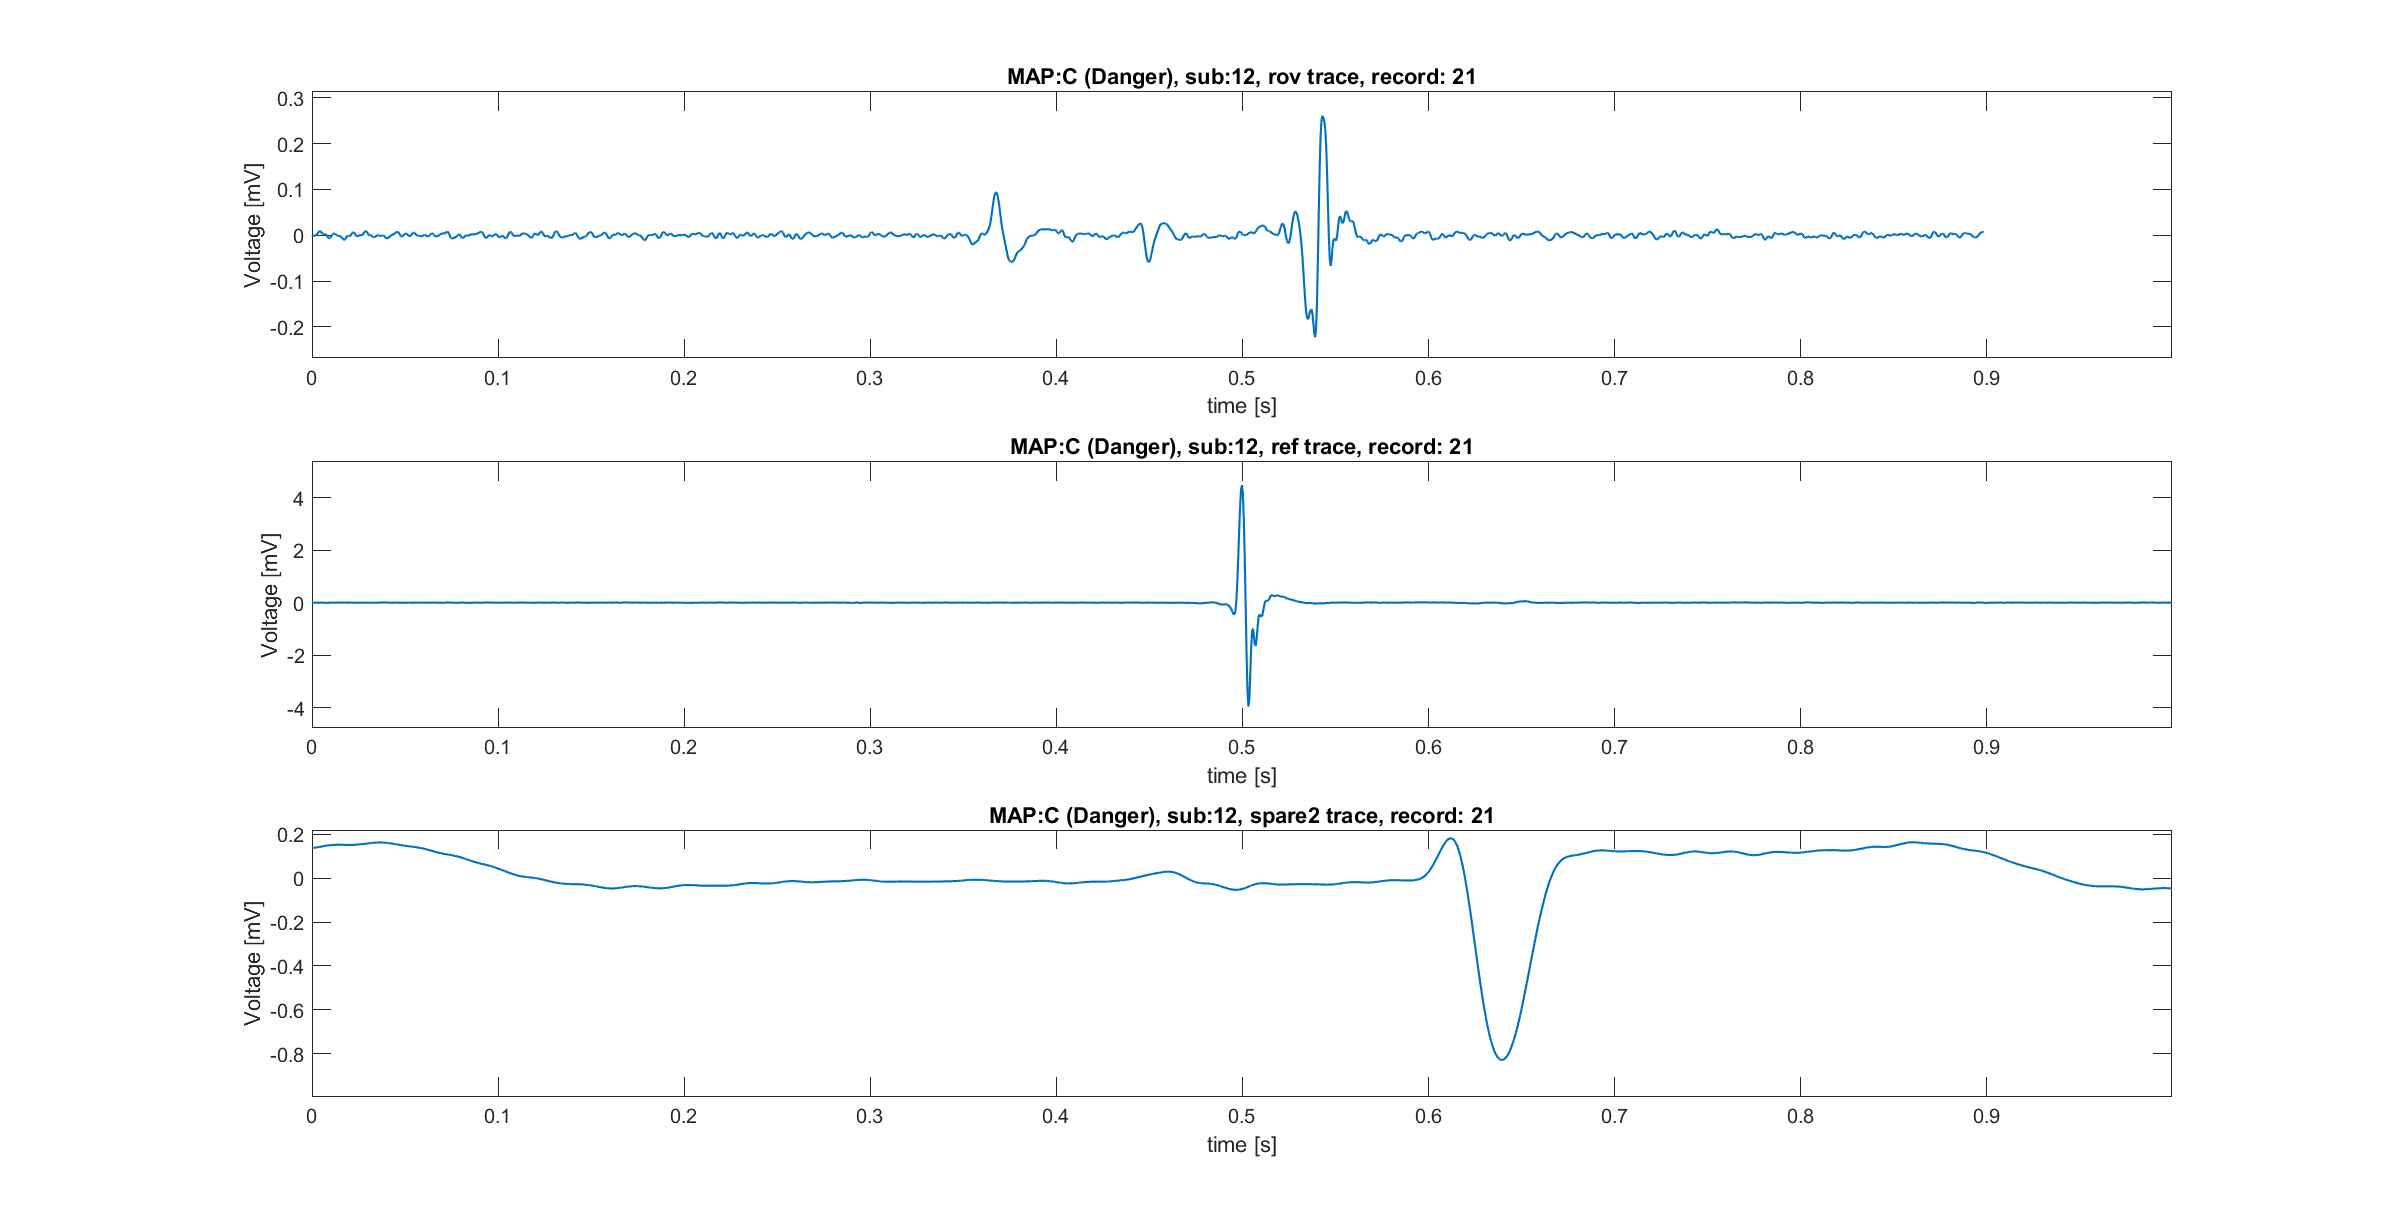 MAP:C (Danger), sub:12, rov trace, record: 21
Voltage [mV]
0.3
0.2
0.1
0
-0.1
-0.2
0 0.1 0.2 0.3 0.4 0.5 0.6 0.7 0.8 0.9
time [s]
MAP:C (Danger), sub:12, ref trace, record: 21
Voltage [mV]
4
2
0
-2
-4
0 0.1 0.2 0.3 0.4 0.5 0.6 0.7 0.8 0.9
time [s]
MAP:C (Danger), sub:12, spare2 trace, record: 21
Voltage [mV]
0.2
0
-0.2
-0.4
-0.6
-0.8
0 0.1 0.2 0.3 0.4 0.5 0.6 0.7 0.8 0.9
time [s]